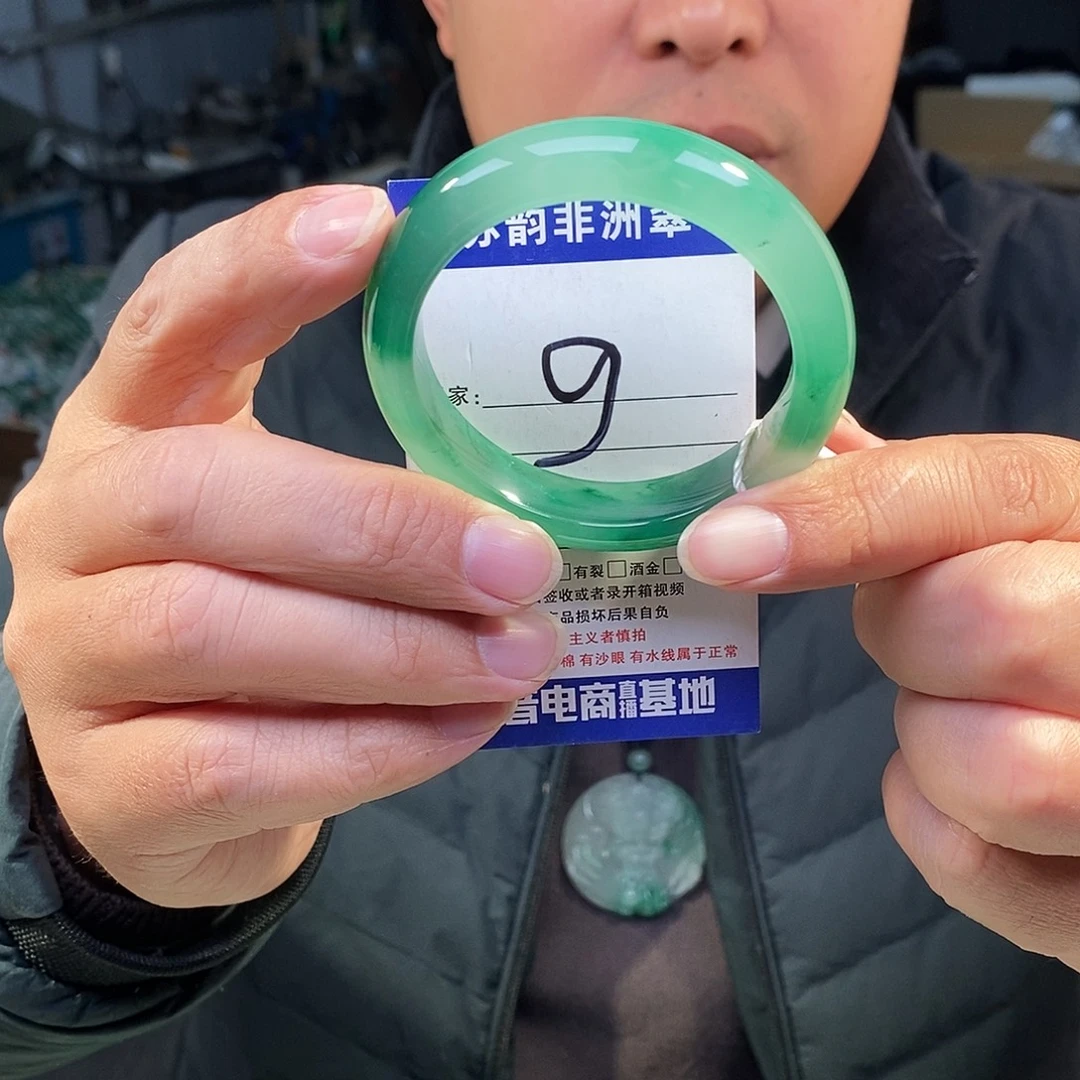 韵非洲翠
家:
9
有裂 酒金
签收或者录开箱视频
品损坏后果自负
主义者慎拍
棉 有沙眼 有水线属于正常
电商直播基地